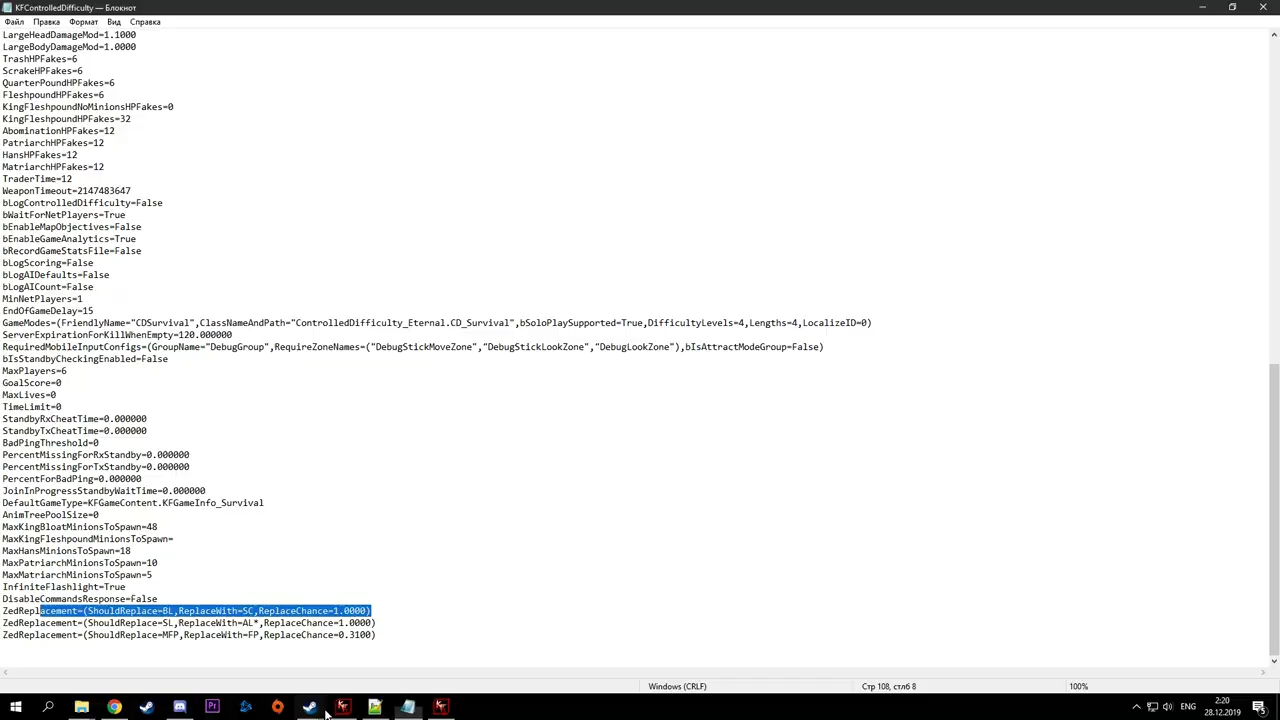 KFControlledDifficulty — Блокнот
Файл Правка Формат Вид Справка
LargeHeadDamageMod=1.1000
LargeBodyDamageMod=1.0000
TrashHPFakes=6
ScrakeHPFakes=6
QuarterPoundHPFakes=6
FleshpoundHPFakes=6
KingFleshpoundNoMinionsHPFakes=0
KingFleshpoundHPFakes=32
AbominationHPFakes=12
PatriarchHPFakes=12
HansHPFakes=12
MatriarchHPFakes=12
TraderTime=12
WeaponTimeout=2147483647
bLogControlledDifficulty=False
bWaitForNetPlayers=True
bEnableMapObjectives=False
bEnableGameAnalytics=True
bRecordGameStatsFile=False
bLogScoring=False
bLogAIDefaults=False
bLogAICount=False
MinNetPlayers=1
EndOfGameDelay=15
GameModes=(FriendlyName="CDSurvival",ClassNameAndPath="ControlledDifficulty_Eternal.CD_Survival",bSoloPlaySupported=True,DifficultyLevels=4,Lengths=4,LocalizeID=0)
ServerExpirationForKillWhenEmpty=120.000000
RequiredMobileInputConfigs=(GroupName="DebugGroup",RequireZoneNames=("DebugStickMoveZone","DebugStickLookZone","DebugLookZone"),bIsAttractModeGroup=False)
bIsStandbyCheckingEnabled=False
MaxPlayers=6
GoalScore=0
MaxLives=0
TimeLimit=0
StandbyRxCheatTime=0.000000
StandbyTxCheatTime=0.000000
BadPingThreshold=0
PercentMissingForRxStandby=0.000000
PercentMissingForTxStandby=0.000000
PercentForBadPing=0.000000
JoinInProgressStandbyWaitTime=0.000000
DefaultGameType=KFGameContent.KFGameInfo_Survival
AnimTreePoolSize=0
MaxKingBloatMinionsToSpawn=48
MaxKingFleshpoundMinionsToSpawn=
MaxHansMinionsToSpawn=18
MaxPatriarchMinionsToSpawn=10
MaxMatriarchMinionsToSpawn=5
InfiniteFlashlight=True
DisableCommandsResponse=False
ZedReplacement=(ShouldReplace=BL,ReplaceWith=SC,ReplaceChance=1.0000)
ZedReplacement=(ShouldReplace=SL,ReplaceWith=AL*,ReplaceChance=1.0000)
ZedReplacement=(ShouldReplace=MFP,ReplaceWith=FP,ReplaceChance=0.3100)
Windows (CRLF) Стр 108, стлб 8 100%
Pr ENG 2:20
28.12.2019 5